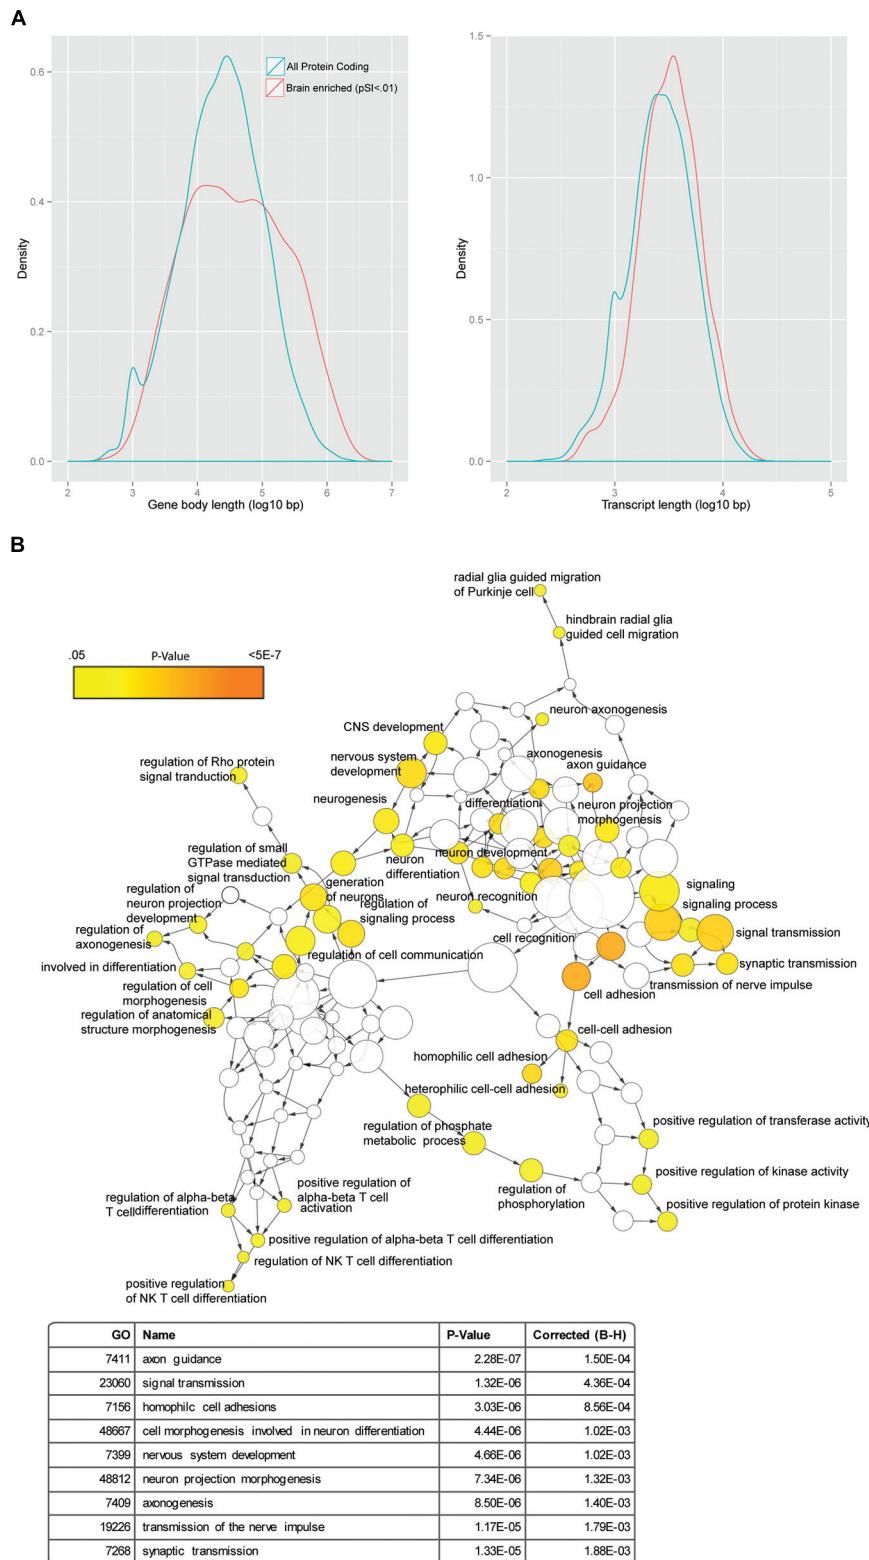 A
0.6
0.4
0.2
0.0
Density
2
3
4
5
6
7
Gene body length (log10 bp)
All Protein Coding
Brain enriched (pSI<.01)
1.5
1.0
0.5
0.0
Density
2
3
4
5
Transcript length (log10 bp)
B
.05
P-Value
<5E-7
radial glia guided migration
of Purkinje cell
hindbrain radial glia
guided cell migration
neuron axonogenesis
CNS development
nervous system
development
axonogenesis
axon guidance
regulation of Rho protein
signal tranduction
neurogenesis
differentiation
neuron projection
morphogenesis
regulation of small
GTPase mediated
signal transduction
neuron
differentiation
neuron development
generation
of neurons
regulation of
neuron projection
development
regulation of
signaling process
neuron recognition
signaling
signaling process
regulation of
axonogenesis
signal transmission
cell recognition
regulation of cell communication
involved in differentiation
synaptic transmission
transmission of nerve impulse
regulation of cell
morphogenesis
cell adhesion
regulation of anatomical
structure morphogenesis
cell-cell adhesion
homophilic cell adhesion
heterophilic cell-cell adhesion
regulation of phosphate
metabolic process
positive regulation of transferase activity
positive regulation of kinase activity
regulation of
phosphorylation
positive regulation of protein kinase
regulation of alpha-beta
T cell differentiation
positive regulation of
alpha-beta T cell
activation
positive regulation of alpha-beta T cell differentiation
regulation of NK T cell differentiation
positive regulation
of NK T cell differentiation
GO Name P-Value Corrected (B-H)
7411 axon guidance 2.28E-07 1.50E-04
23060 signal transmission 1.32E-06 4.36E-04
7156 homophilc cell adhesions 3.03E-06 8.56E-04
48667 cell morphogenesis involved in neuron differentiation 4.44E-06 1.02E-03
7399 nervous system development 4.66E-06 1.02E-03
48812 neuron projection morphogenesis 7.34E-06 1.32E-03
7409 axonogenesis 8.50E-06 1.40E-03
19226 transmission of the nerve impulse 1.17E-05 1.79E-03
7268 synaptic transmission 1.33E-05 1.88E-03